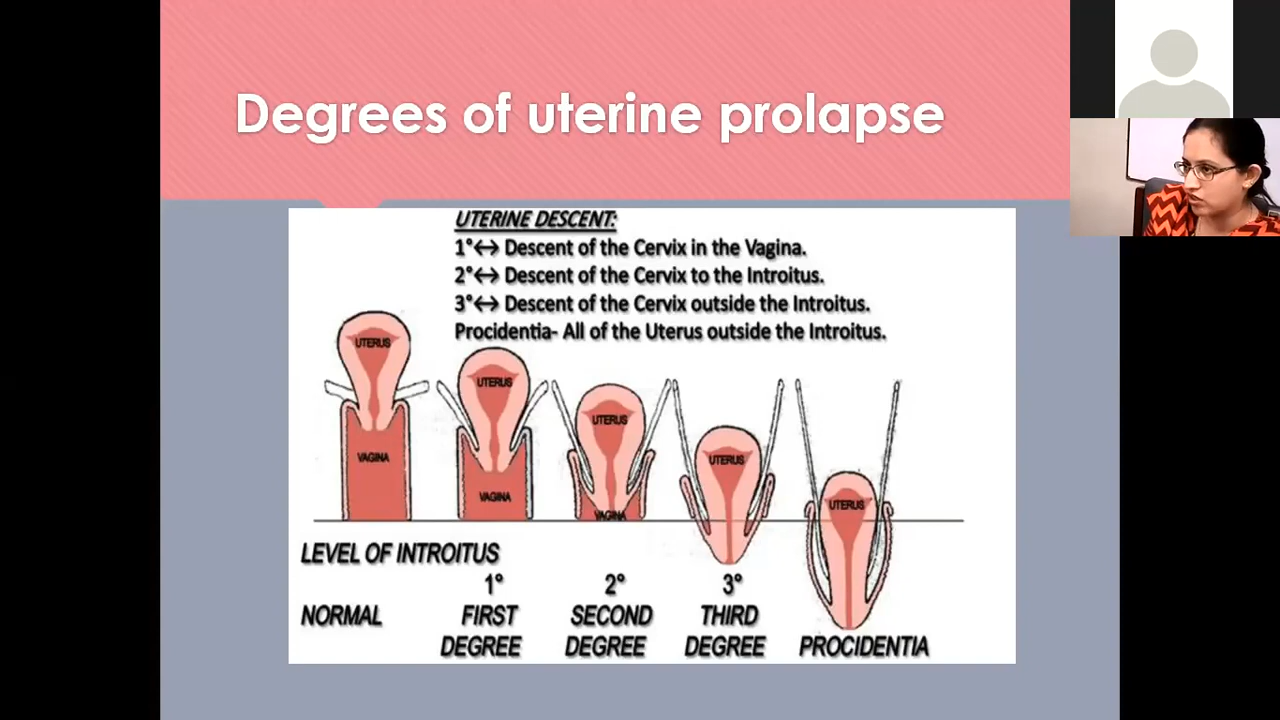 Degrees of uterine prolapse
UTERINE DESCENT:
1°↔ Descent of the Cervix in the Vagina.
2°↔ Descent of the Cervix to the Introitus.
3°↔ Descent of the Cervix outside the Introitus.
Procidentia- All of the Uterus outside the Introitus.
UTERUS
UTERUS
UTERUS
UTERUS
UTERUS
VAGINA
VAGINA
VAGINA
LEVEL OF INTROITUS
NORMAL
1°
FIRST
DEGREE
2°
SECOND
DEGREE
3°
THIRD
DEGREE
PROCIDENTIA